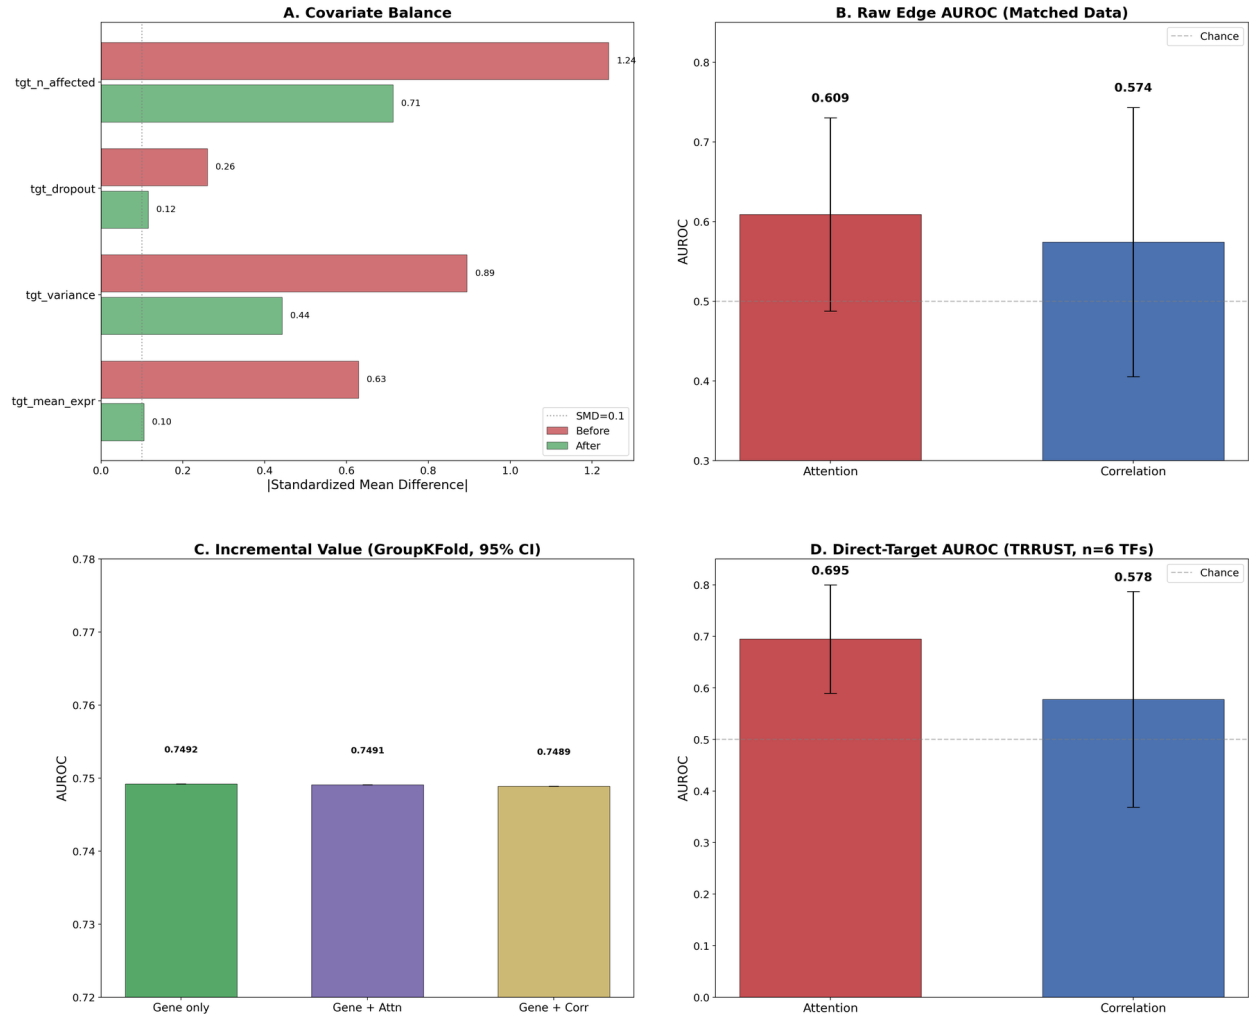 A. Covariate Balance
tgt_n_affected
tgt_dropout
tgt_variance
tgt_mean_expr
1.24
0.71
0.26
0.12
0.89
0.44
0.63
0.10
SMD=0.1
Before
After
0.0 0.2 0.4 0.6 0.8 1.0 1.2
|Standardized Mean Difference|
B. Raw Edge AUROC (Matched Data)
Chance
0.8
0.7
0.6
0.5
0.4
0.3
AUROC
0.609
0.574
Attention Correlation
C. Incremental Value (GroupKFold, 95% CI)
0.78
0.77
0.76
0.75
0.74
0.73
0.72
AUROC
0.7492
0.7491
0.7489
Gene only Gene + Attn Gene + Corr
D. Direct-Target AUROC (TRRUST, n=6 TFs)
Chance
0.8
0.7
0.6
0.5
0.4
0.3
0.2
0.1
0.0
AUROC
0.695
0.578
Attention Correlation